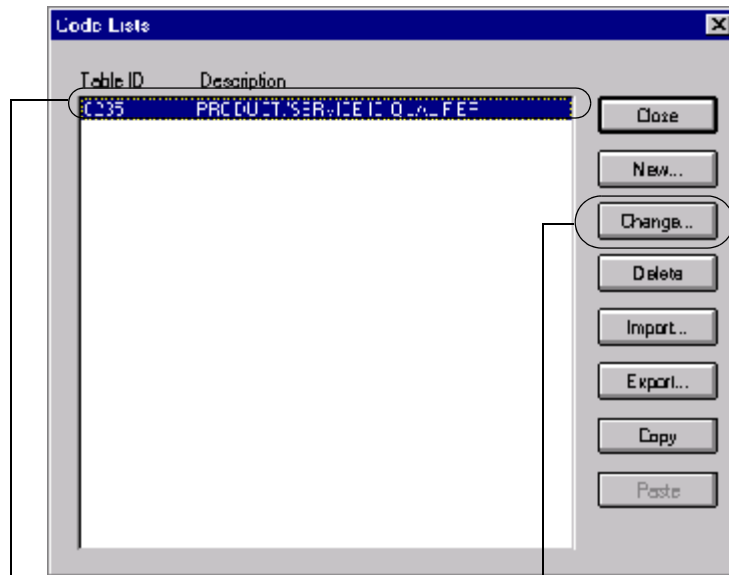 Code Lists
Table ID Description
0235 PRODUCT/SERVICE ID QUALIFIER
Close
New...
Change...
Delete
Import...
Export...
Copy
Paste